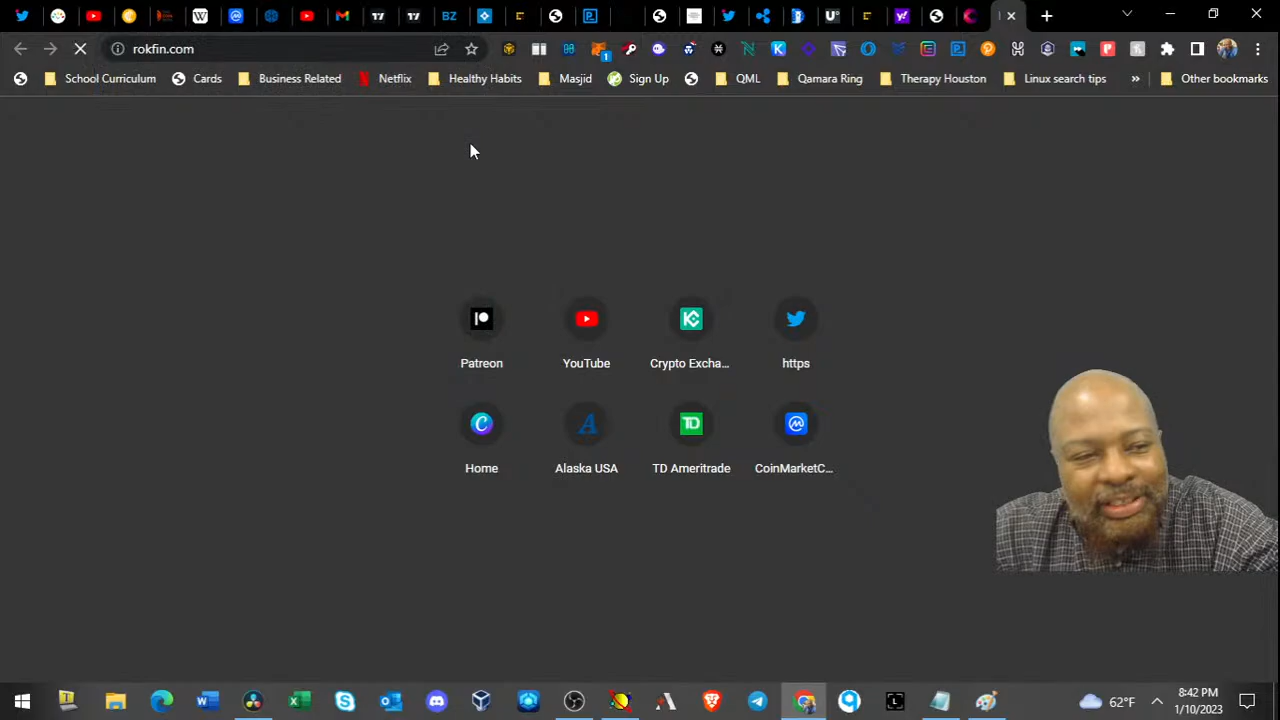 rokfin.com
School Curriculum Cards Business Related Netflix Healthy Habits Masjid Sign Up QML Qamara Ring Therapy Houston Linux search tips » Other bookmarks
Patreon YouTube Crypto Excha... https
Home Alaska USA TD Ameritrade CoinMarketC...
62°F 8:42 PM
1/10/2023